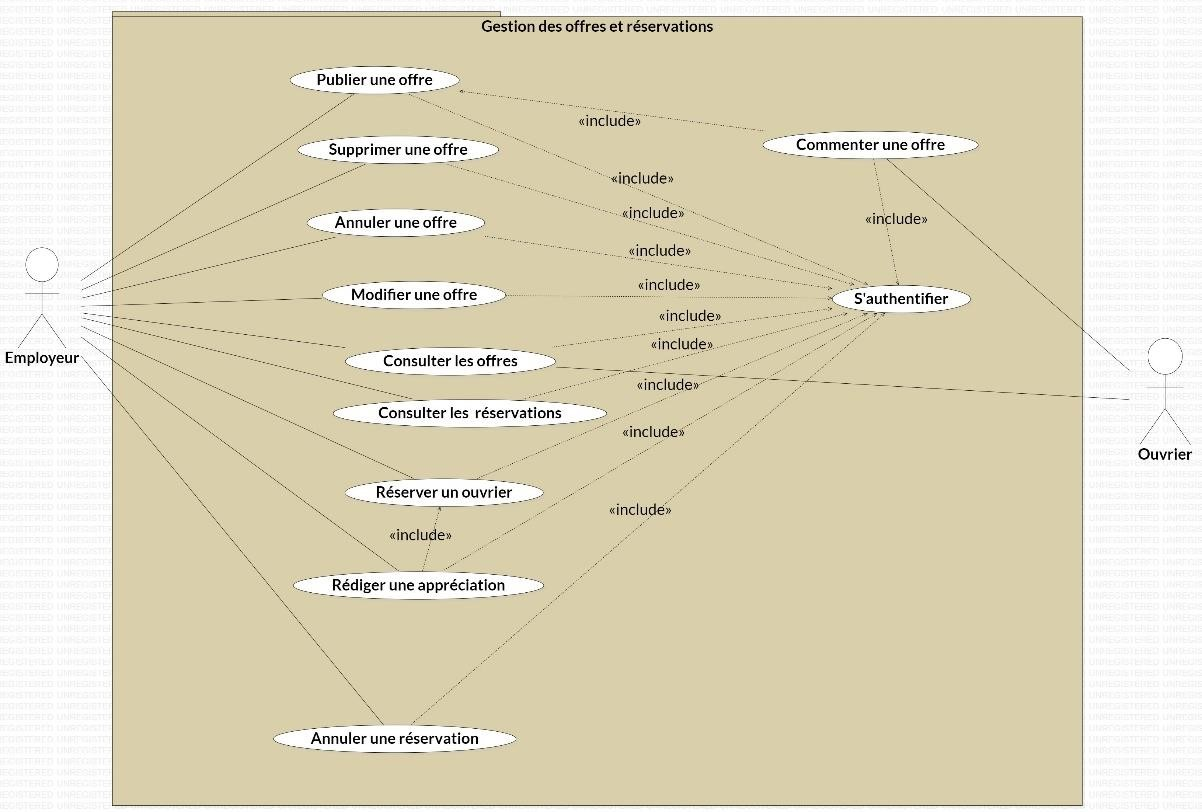 Gestion des offres et réservations
Publier une offre
«include»
Commenter une offre
Supprimer une offre
«include»
«include»
«include»
Annuler une offre
«include»
Modifier une offre
«include»
S'authentifier
«include»
Employeur
Consulter les offres
«include»
«include»
Consulter les  réservations
«include»
Ouvrier
Réserver un ouvrier
«include»
«include»
Rédiger une appréciation
Annuler une réservation
UNREGISTERED